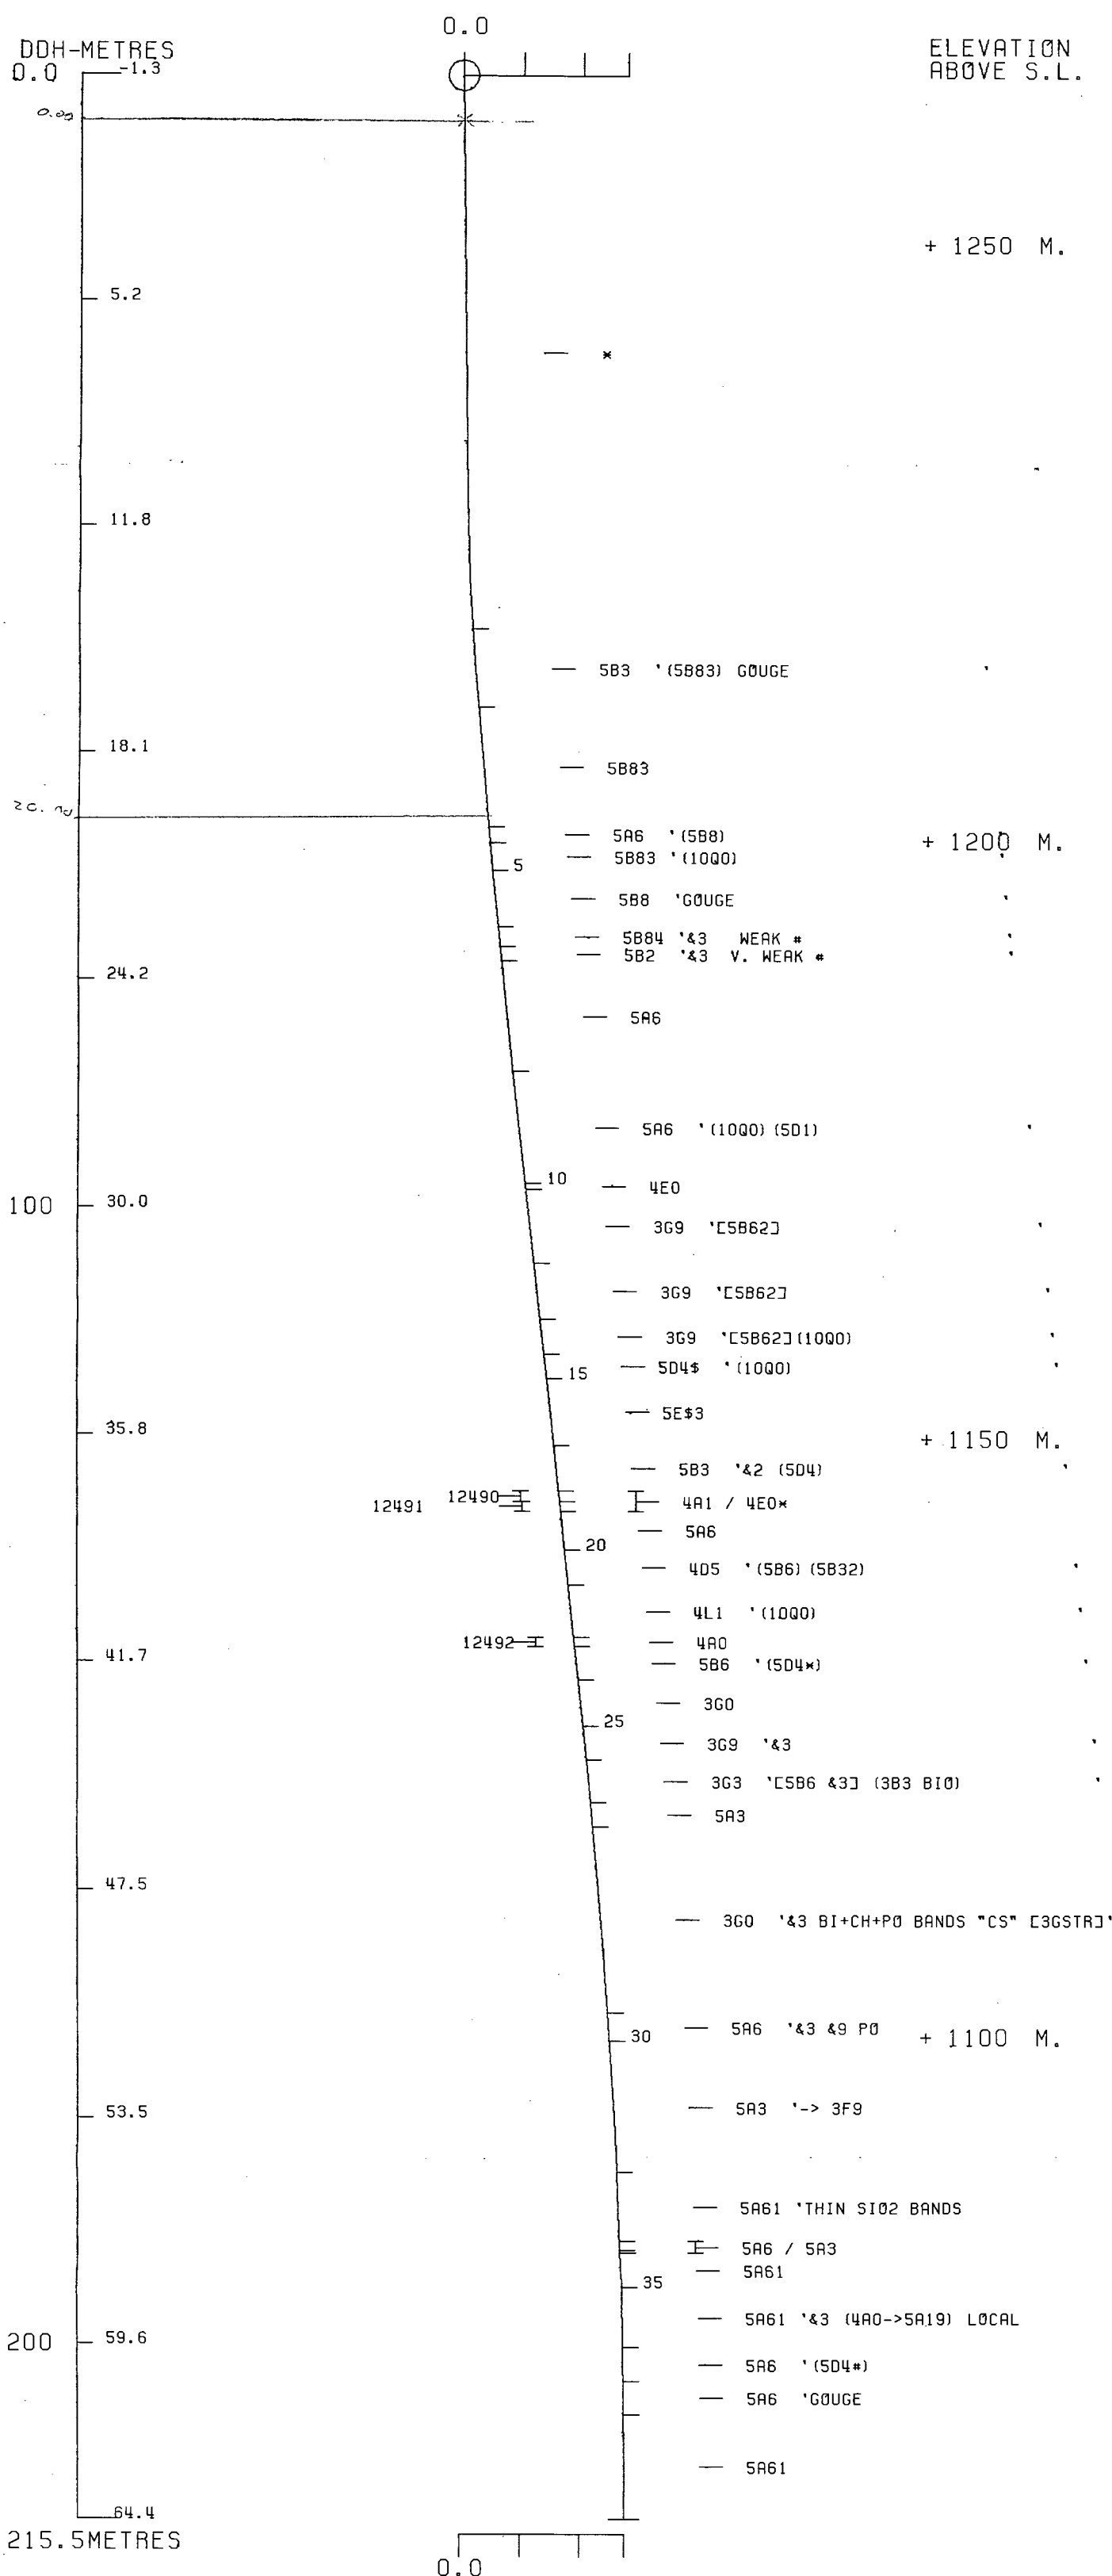 0.0
DDH-METRES
ELEVATION
0.0 -1.3
ABOVE S.L.
0.00
+ 1250 M.
5.2
*
11.8
5B3 '(5B83) GOUGE '
18.1
5B83
5A6 '(5B8)
+ 1200 M.
5B83 '(10Q0) '
5
5B8 'GOUGE '
5B84 '&3 WEAK # '
5B2 '&3 V. WEAK # '
24.2
5A6
5A6 '(10Q0)(5D1) '
10
4E0
100 30.0
3G9 '[5B62] '
3G9 '[5B62] '
3G9 '[5B62](10Q0) '
5D4$ '(10Q0) '
15
5E$3
35.8
+ 1150 M.
5B3 '&2 (5D4) '
12490
12491
4A1 / 4E0*
5A6
20
4D5 '(5B6)(5B32) '
4L1 '(10Q0) '
12492
4A0
41.7
5B6 '(5D4*) '
3G0
25
3G9 '&3 '
3G3 '[5B6 &3] (3B3 BIO) '
5A3
47.5
3G0 '&3 BI+CH+PO BANDS "CS" [3GSTR]'
5A6 '&3 &9 PO
+ 1100 M.
30
53.5
5A3 '-> 3F9
5A61 'THIN SIO2 BANDS
5A6 / 5A3
5A61
35
5A61 '&3 (4A0->5A19) LOCAL
200 59.6
5A6 '(5D4#)
5A6 'GOUGE
5A61
64.4
215.5METRES
0.0